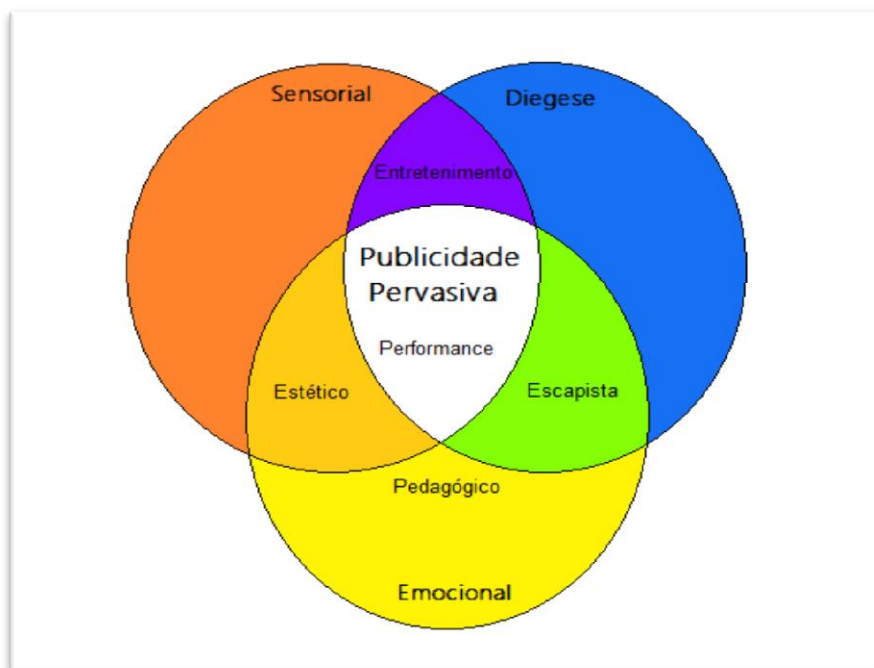 Sensorial
Diegese
Entretenimento
Publicidade
Pervasiva
Performance
Estético
Escapista
Pedagógico
Emocional